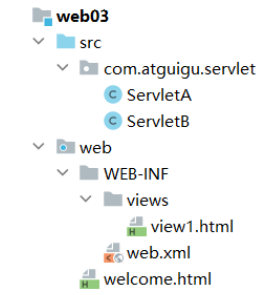 web03
src
com.atguigu.servlet
ServletA
ServletB
web
WEB-INF
views
view1.html
web.xml
welcome.html